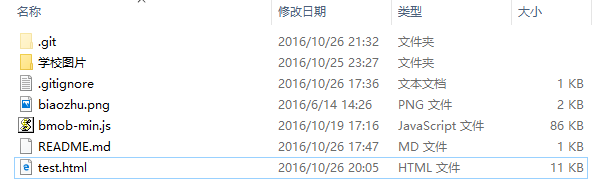 名称 修改日期 类型 大小
.git 2016/10/26 21:32 文件夹
学校图片 2016/10/25 23:27 文件夹
.gitignore 2016/10/26 17:36 文本文档 1 KB
biaozhu.png 2016/6/14 14:26 PNG 文件 2 KB
bmob-min.js 2016/10/19 17:16 JavaScript 文件 86 KB
README.md 2016/10/26 17:47 MD 文件 1 KB
test.html 2016/10/26 20:05 HTML 文件 11 KB